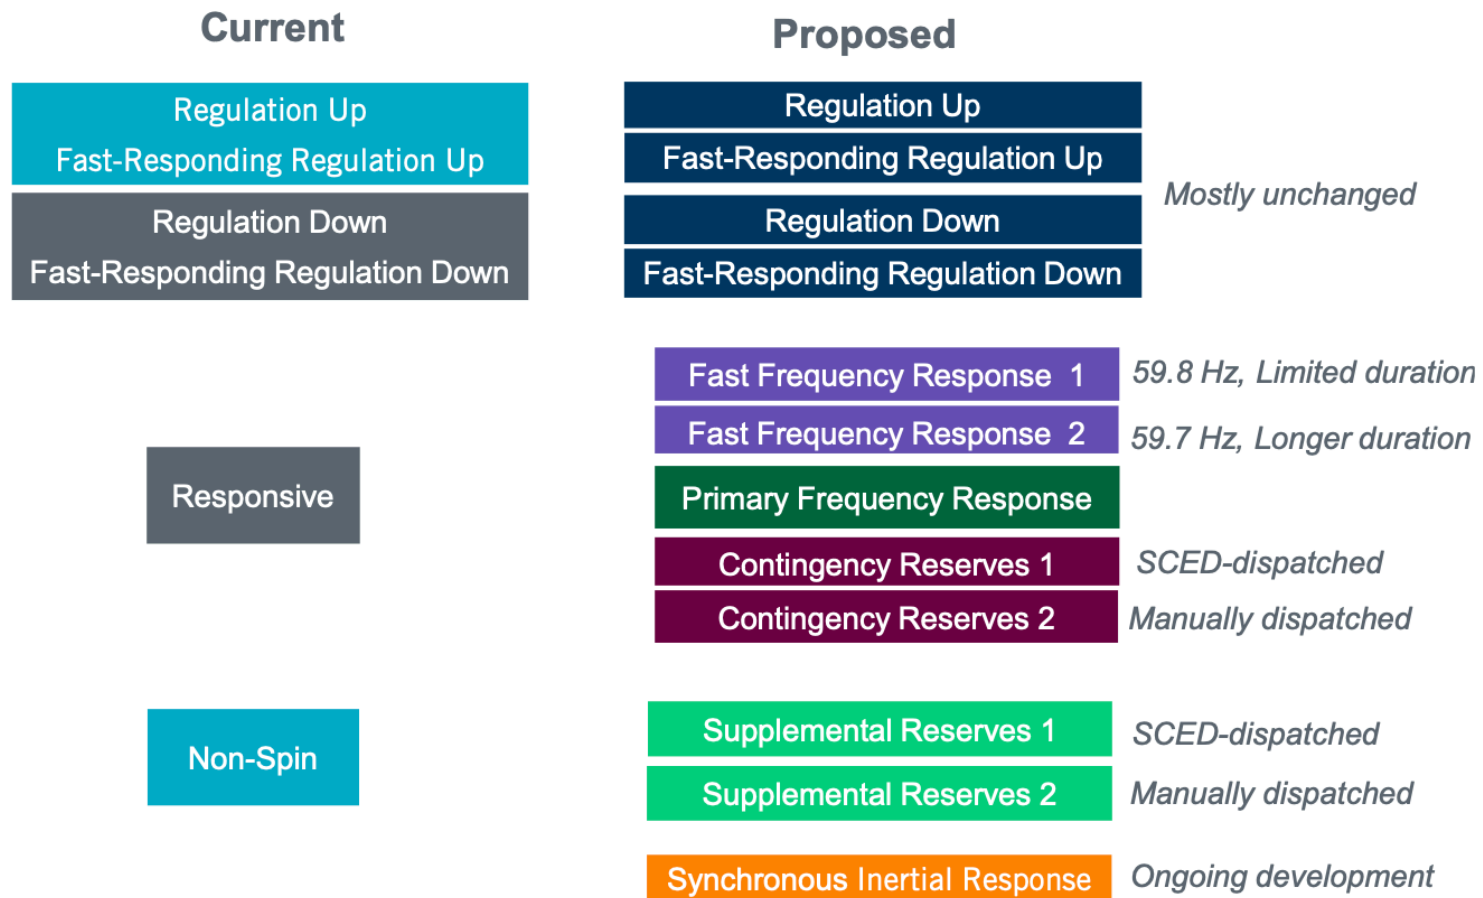 Current
Proposed
Regulation Up
Fast-Responding Regulation Up
Regulation Down
Fast-Responding Regulation Down
Regulation Up
Fast-Responding Regulation Up
Regulation Down
Fast-Responding Regulation Down
Mostly unchanged
Responsive
Fast Frequency Response 1
59.8 Hz, Limited duration
Fast Frequency Response 2
59.7 Hz, Longer duration
Primary Frequency Response
Contingency Reserves 1
SCED-dispatched
Contingency Reserves 2
Manually dispatched
Non-Spin
Supplemental Reserves 1
SCED-dispatched
Supplemental Reserves 2
Manually dispatched
Synchronous Inertial Response
Ongoing development